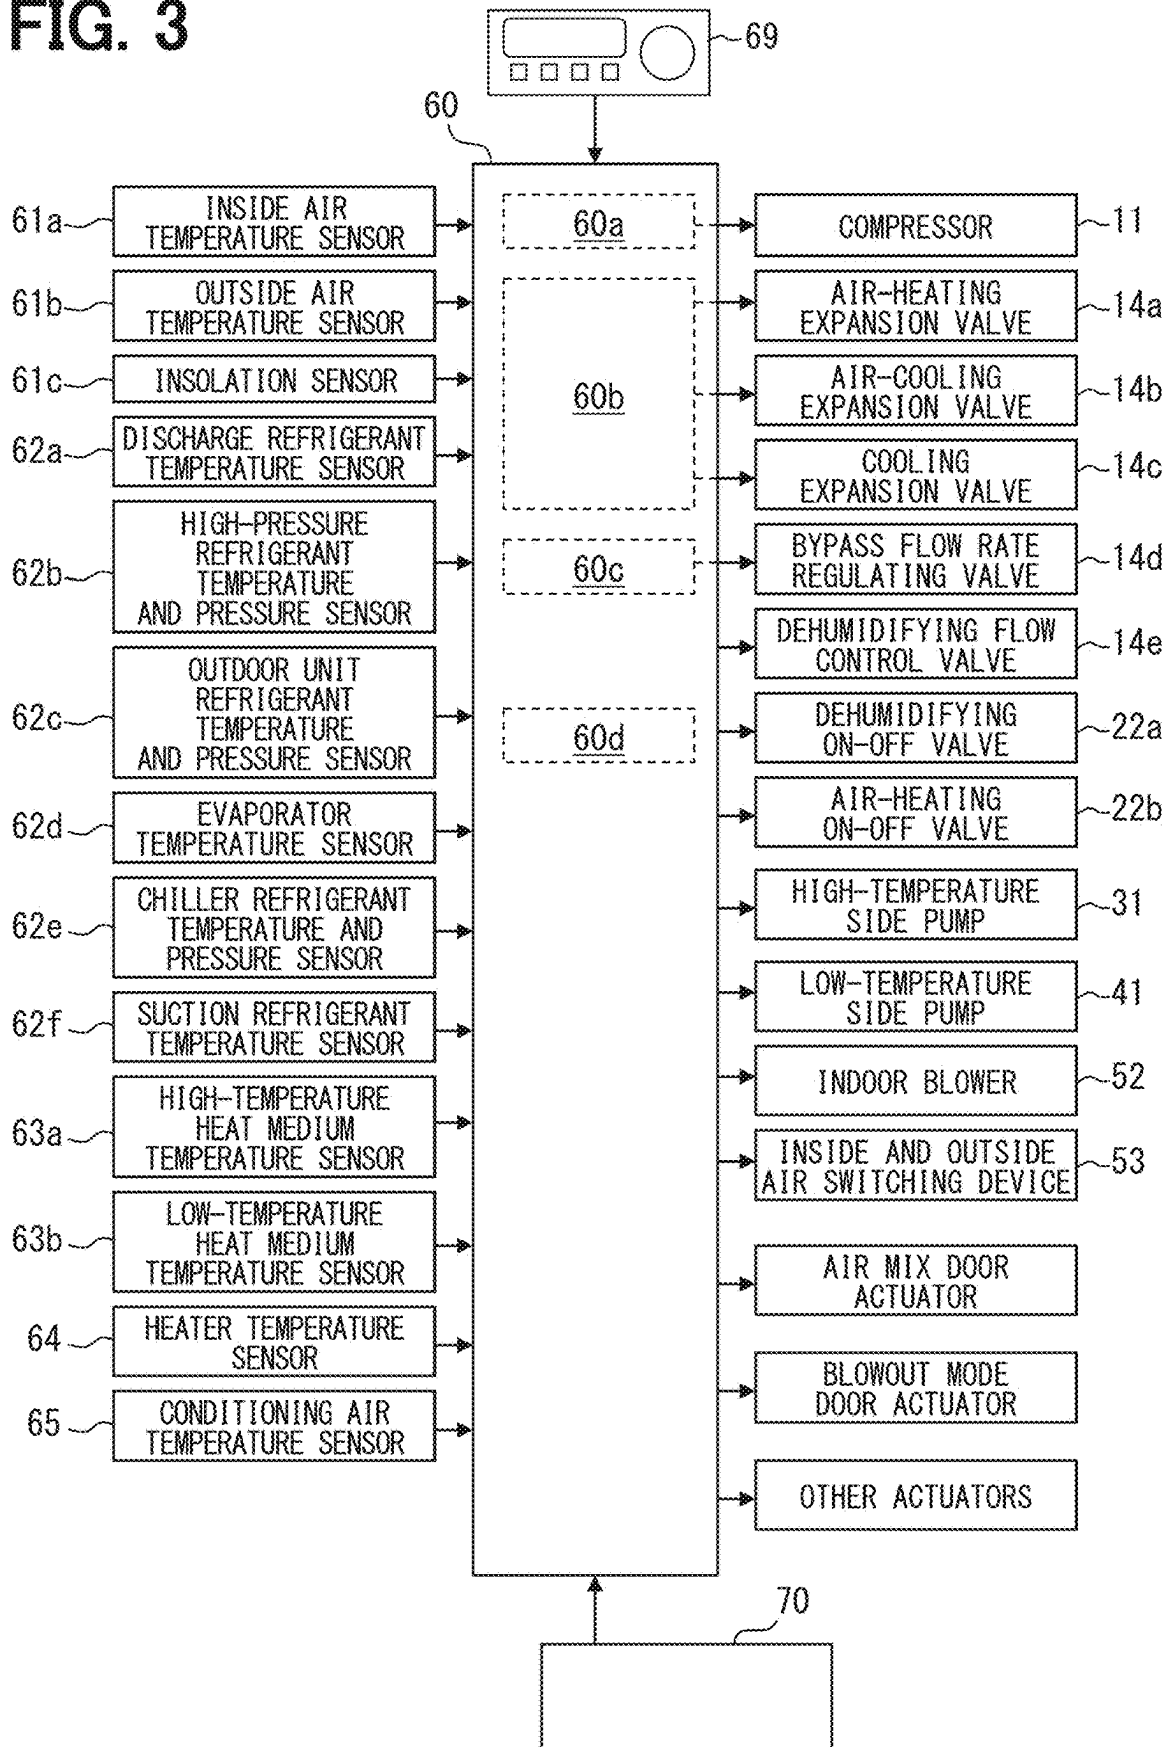 FIG. 3
69
60
61a
INSIDE AIR
TEMPERATURE SENSOR
61b
OUTSIDE AIR
TEMPERATURE SENSOR
61c
INSOLATION SENSOR
62a
DISCHARGE REFRIGERANT
TEMPERATURE SENSOR
62b
HIGH-PRESSURE
REFRIGERANT
TEMPERATURE
AND PRESSURE SENSOR
62c
OUTDOOR UNIT
REFRIGERANT
TEMPERATURE
AND PRESSURE SENSOR
62d
EVAPORATOR
TEMPERATURE SENSOR
62e
CHILLER REFRIGERANT
TEMPERATURE AND
PRESSURE SENSOR
62f
SUCTION REFRIGERANT
TEMPERATURE SENSOR
63a
HIGH-TEMPERATURE
HEAT MEDIUM
TEMPERATURE SENSOR
63b
LOW-TEMPERATURE
HEAT MEDIUM
TEMPERATURE SENSOR
64
HEATER TEMPERATURE
SENSOR
65
CONDITIONING AIR
TEMPERATURE SENSOR
60a
60b
60c
60d
COMPRESSOR
11
AIR-HEATING
EXPANSION VALVE
14a
AIR-COOLING
EXPANSION VALVE
14b
COOLING
EXPANSION VALVE
14c
BYPASS FLOW RATE
REGULATING VALVE
14d
DEHUMIDIFYING FLOW
CONTROL VALVE
14e
DEHUMIDIFYING
ON-OFF VALVE
22a
AIR-HEATING
ON-OFF VALVE
22b
HIGH-TEMPERATURE
SIDE PUMP
31
LOW-TEMPERATURE
SIDE PUMP
41
INDOOR BLOWER
52
INSIDE AND OUTSIDE
AIR SWITCHING DEVICE
53
AIR MIX DOOR
ACTUATOR
BLOWOUT MODE
DOOR ACTUATOR
OTHER ACTUATORS
70